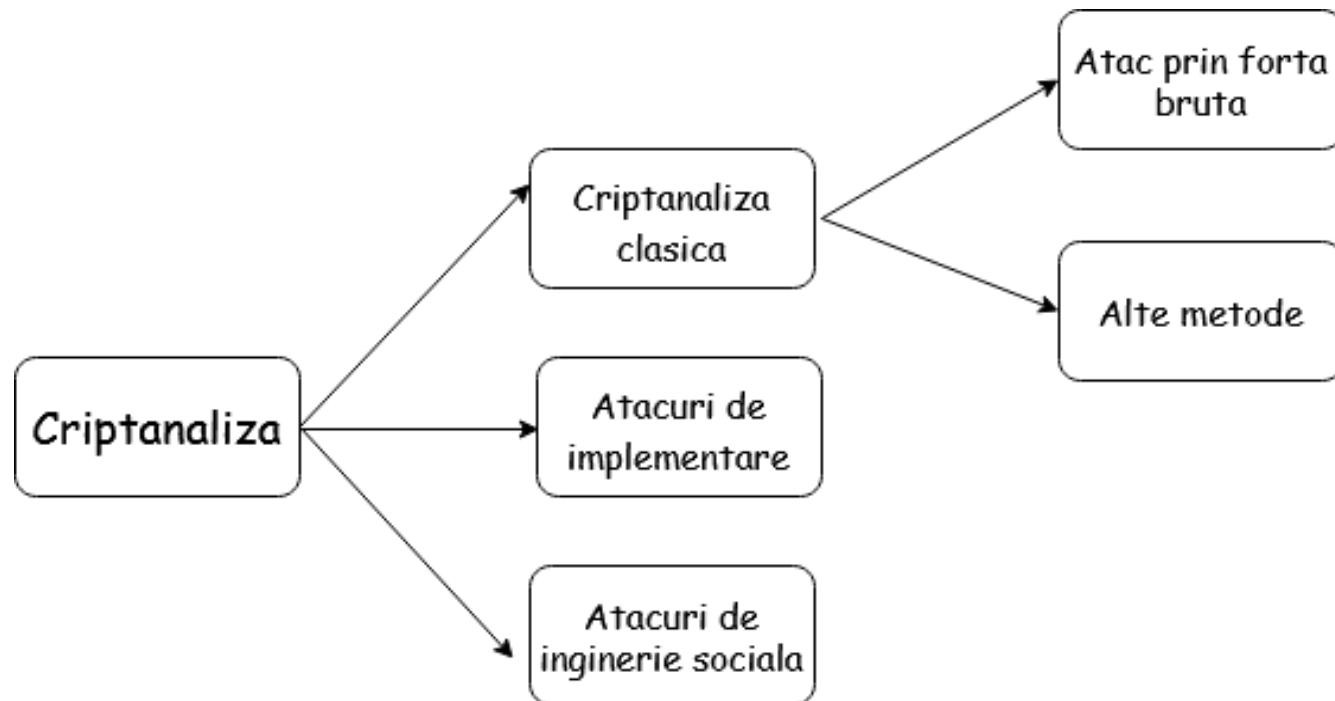 Atac prin forta
bruta
Criptanaliza
clasica
Alte metode
Criptanaliza
Atacuri de
implementare
Atacuri de
inginerie sociala